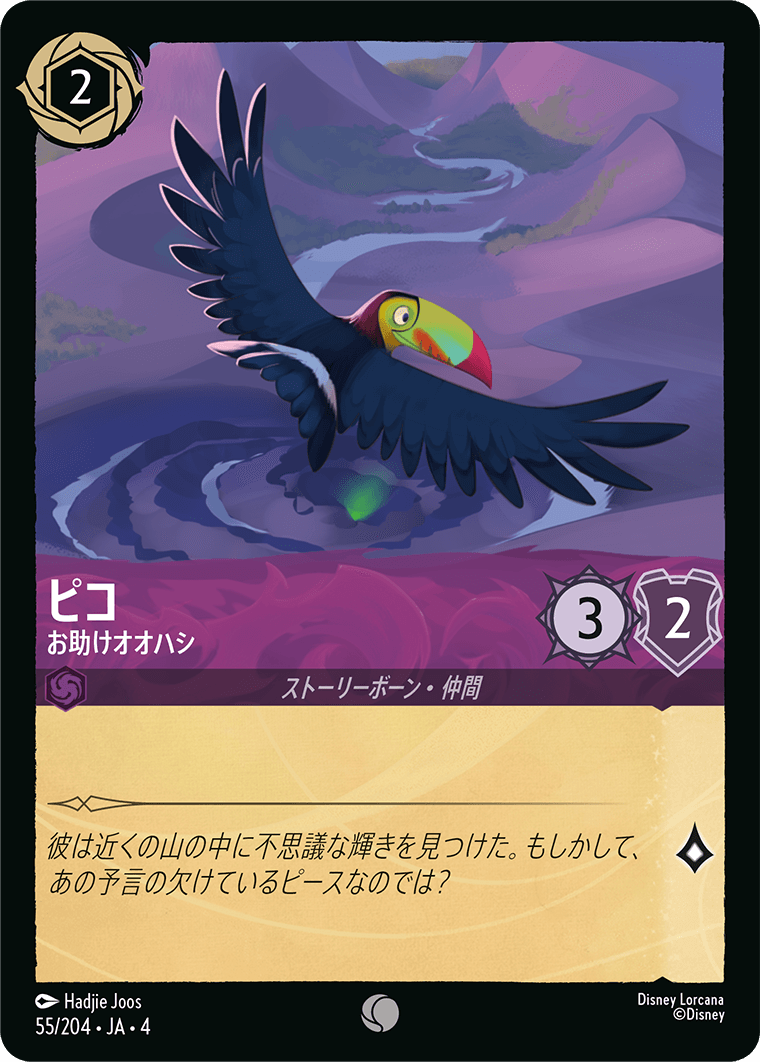 2
ピコ
お助けオオハシ
3
2
ストーリーボーン・仲間
彼は近くの山の中に不思議な輝きを見つけた。もしかして、
あの予言の欠けているピースなのでは?
Hadjie Joos
55/204 • JA • 4
Disney Lorcana
©Disney